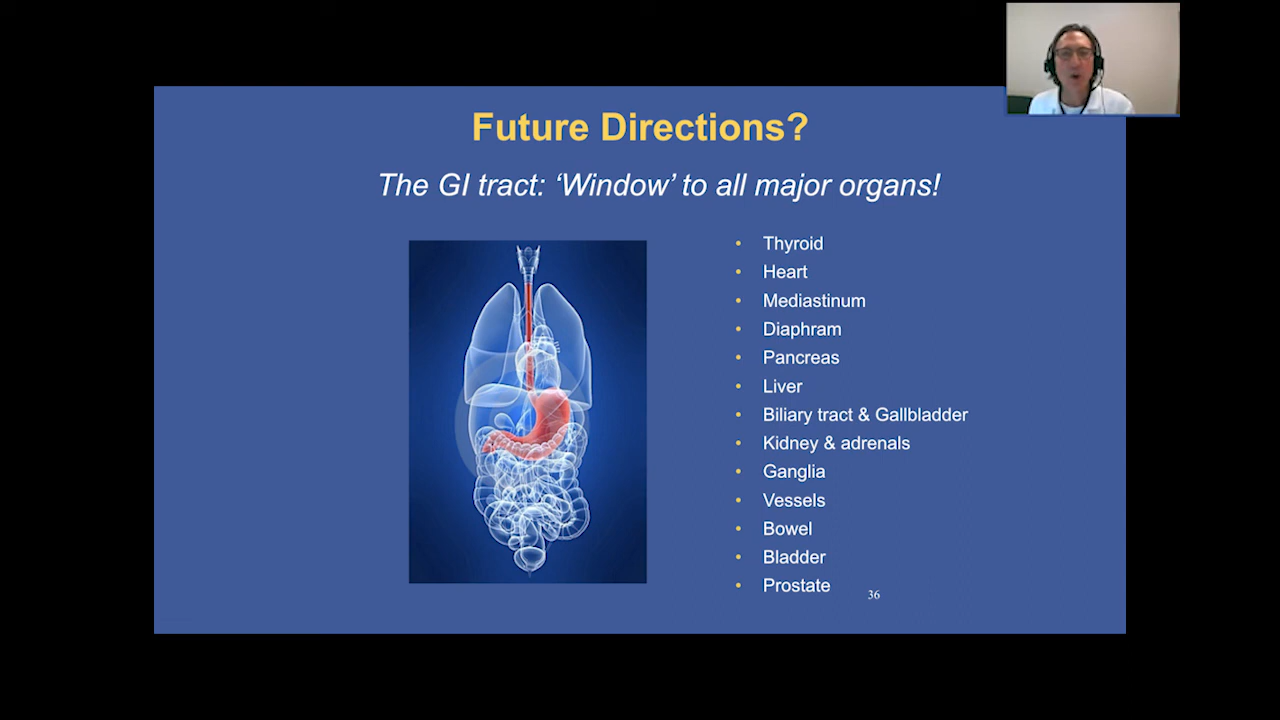 Future Directions?
The GI tract: ‘Window’ to all major organs!
• Thyroid
• Heart
• Mediastinum
• Diaphram
• Pancreas
• Liver
• Biliary tract & Gallbladder
• Kidney & adrenals
• Ganglia
• Vessels
• Bowel
• Bladder
• Prostate
36